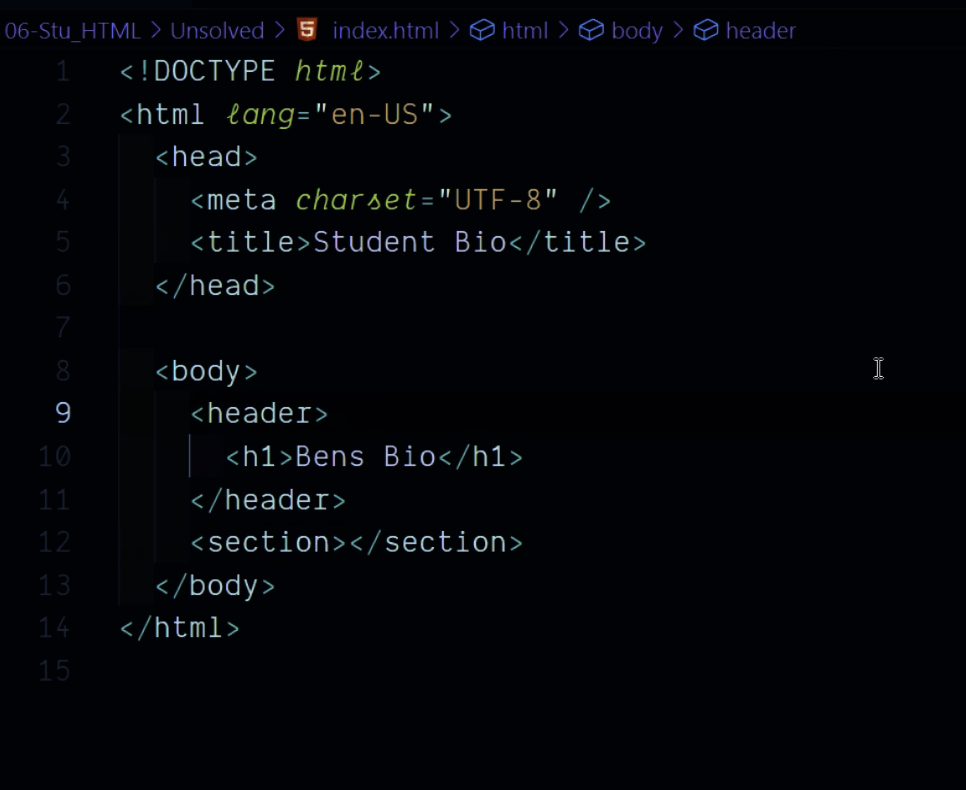 06-Stu_HTML > Unsolved > 5 index.html > html > body > header
1 <!DOCTYPE html>
2 <html lang="en-US">
3 <head>
4 <meta charset="UTF-8" />
5 <title>Student Bio</title>
6 </head>
7
8 <body>
9 <header>
10 <h1>Bens Bio</h1>
11 </header>
12 <section></section>
13 </body>
14 </html>
15